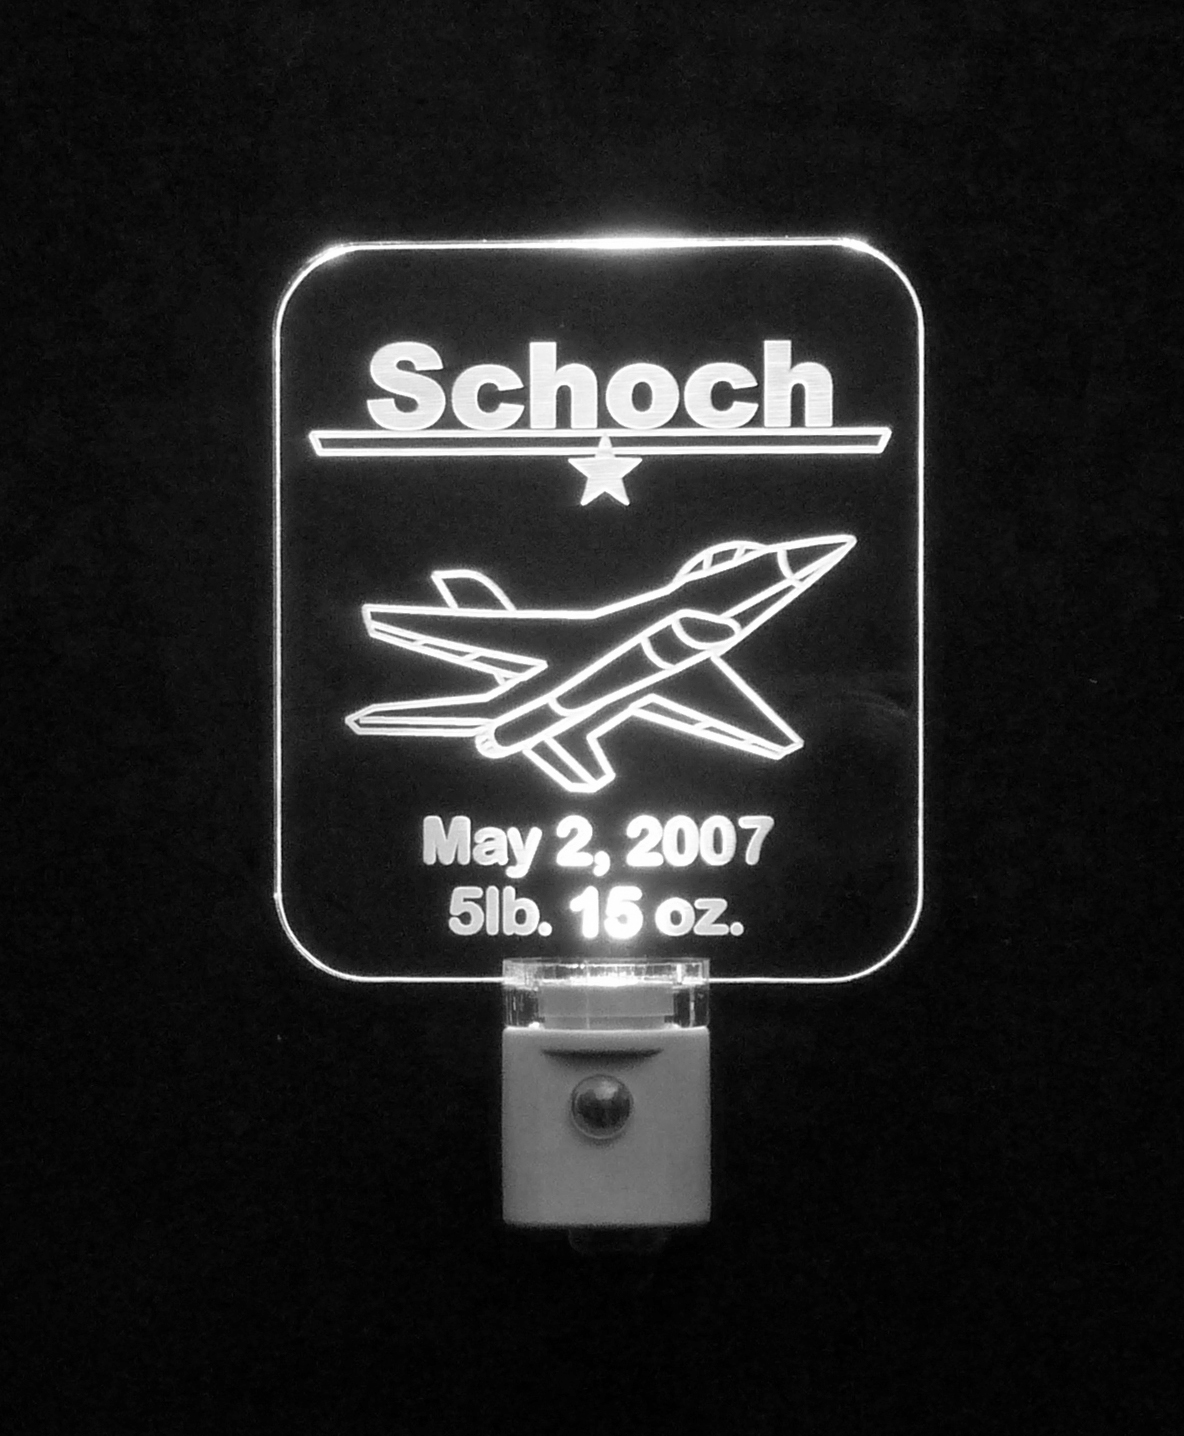 Schoch
May 2, 2007
5lb. 15 oz.